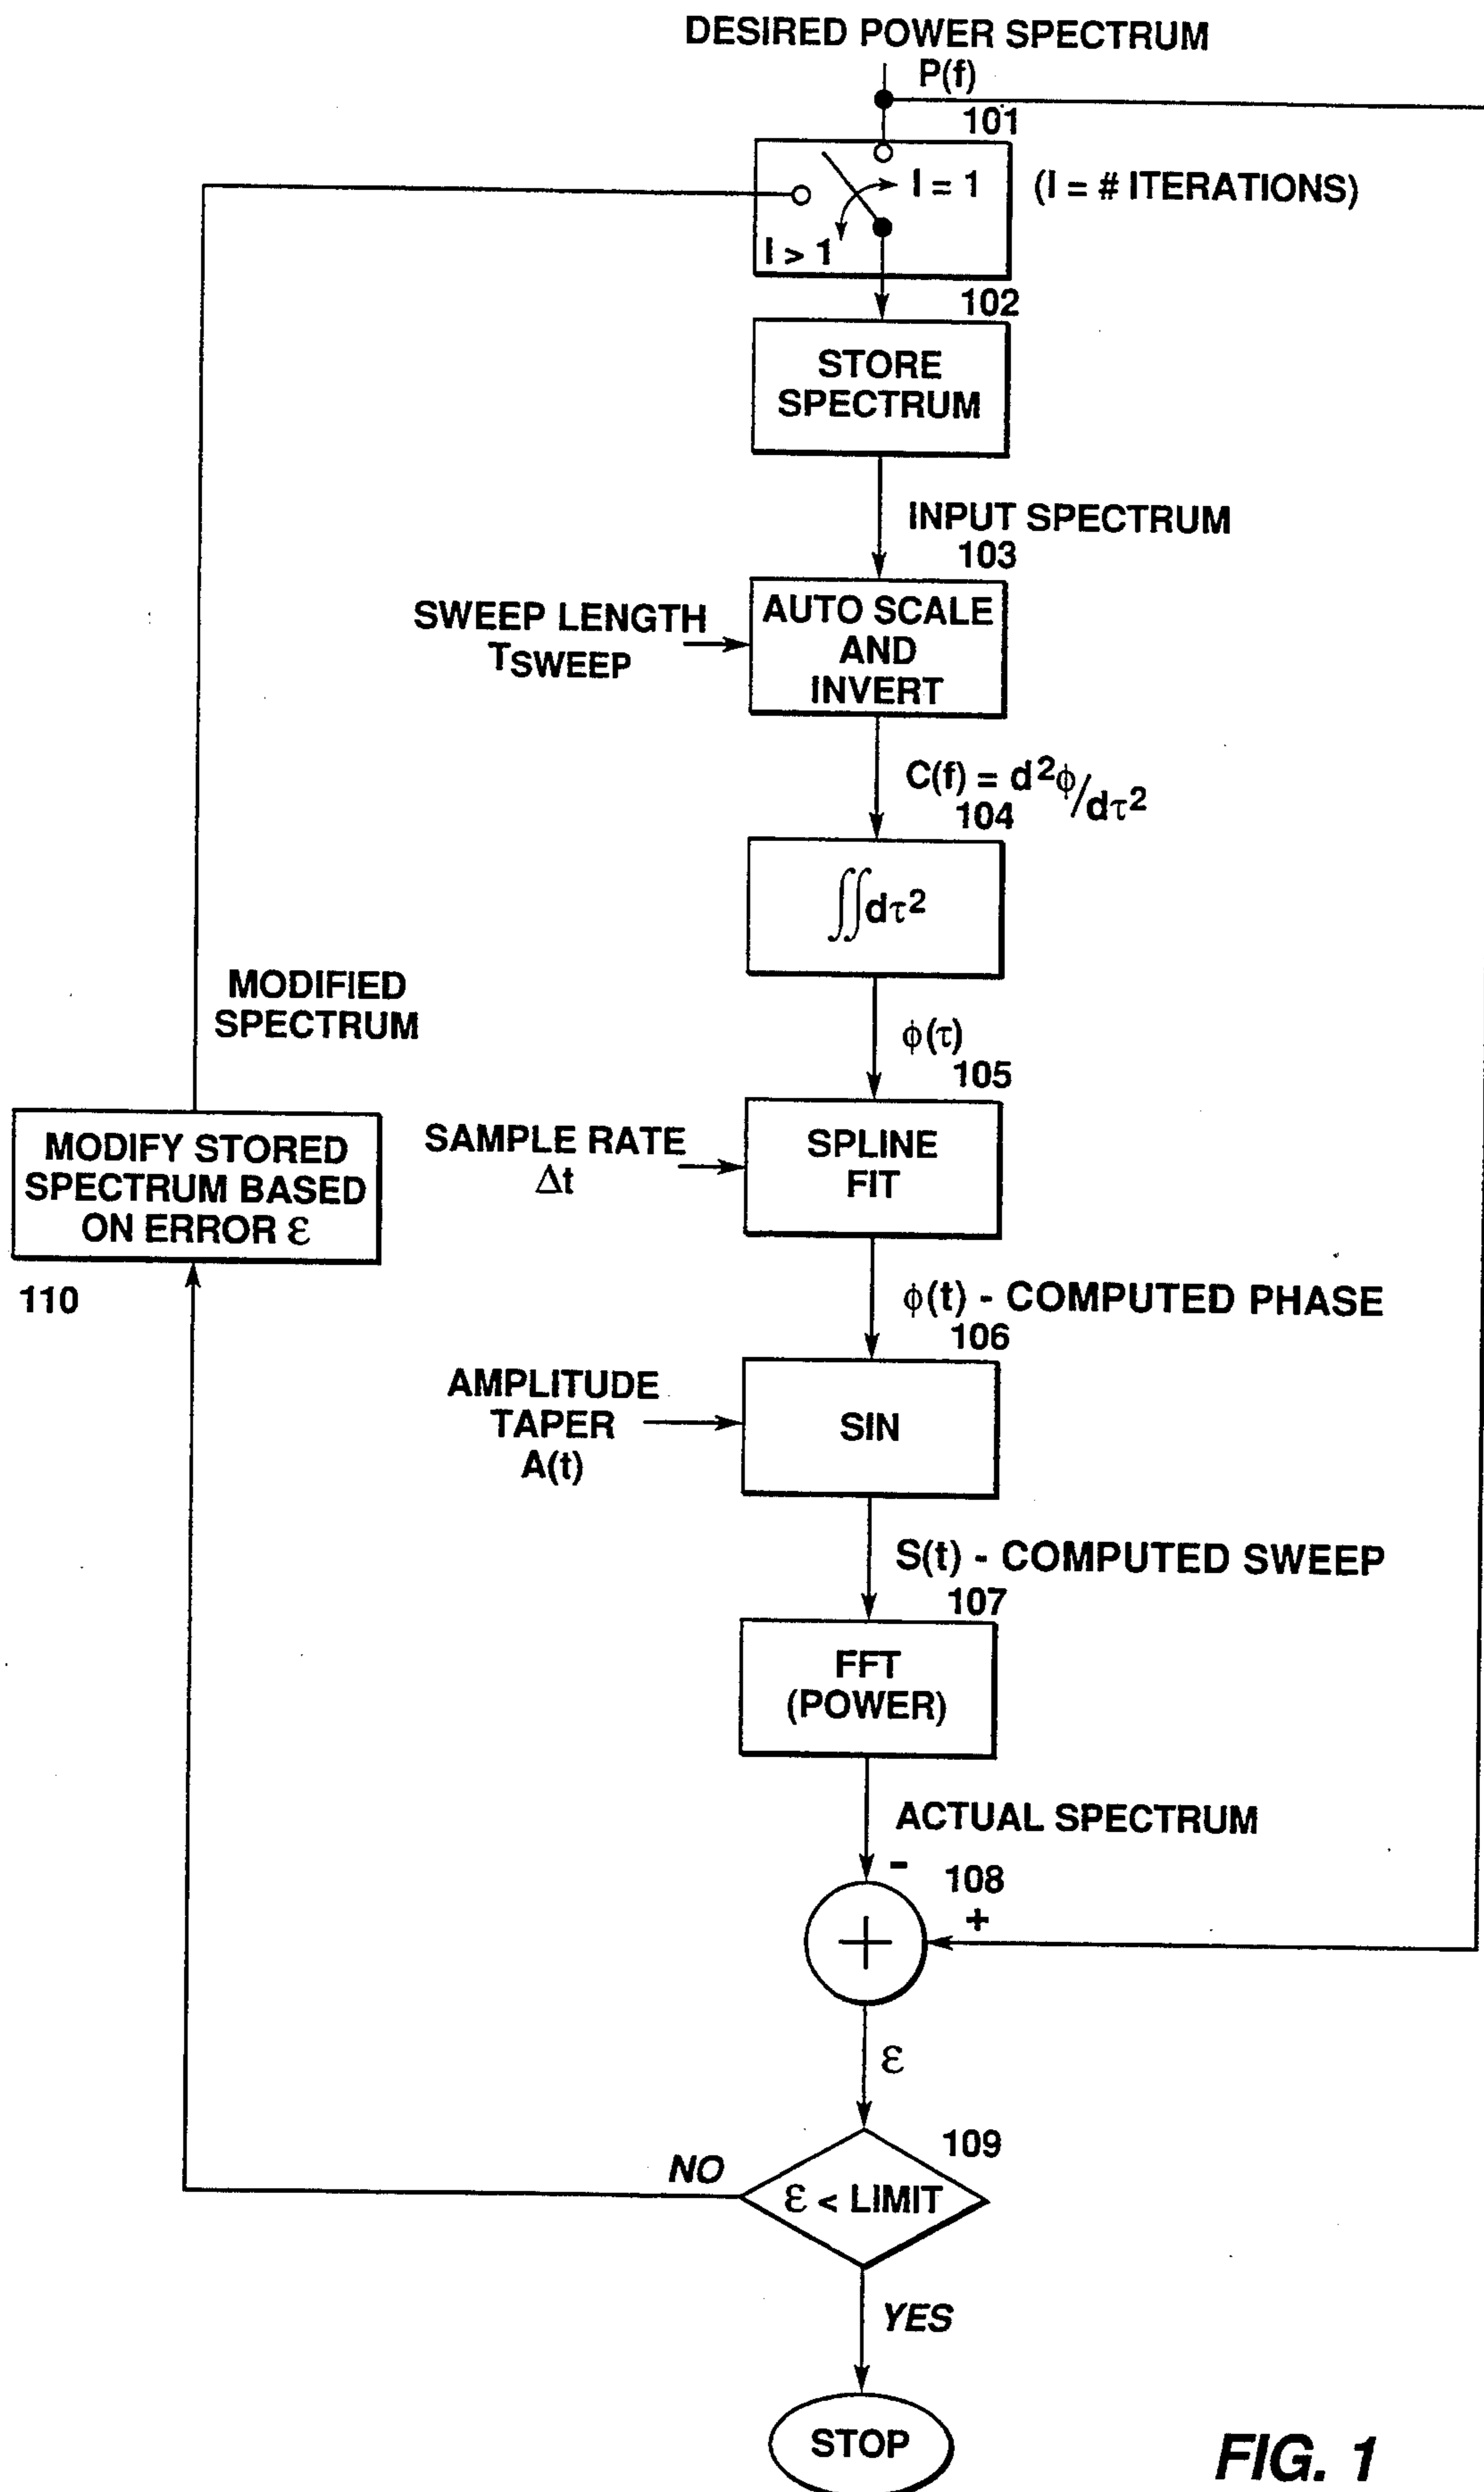 DESIRED POWER SPECTRUM
P(f)
101
I = 1
(I = # ITERATIONS)
I > 1
102
STORE
SPECTRUM
INPUT SPECTRUM
103
SWEEP LENGTH
TSWEEP
AUTO SCALE
AND
INVERT
C(f) = d²ϕ/dτ²
104
∫∫dτ²
MODIFIED
SPECTRUM
ϕ(τ)
105
SAMPLE RATE
Δt
SPLINE
FIT
MODIFY STORED
SPECTRUM BASED
ON ERROR ε
110
ϕ(t) - COMPUTED PHASE
106
AMPLITUDE
TAPER
A(t)
SIN
S(t) - COMPUTED SWEEP
107
FFT
(POWER)
ACTUAL SPECTRUM
-
108
+
+
ε
109
NO
ε < LIMIT
YES
STOP
FIG. 1